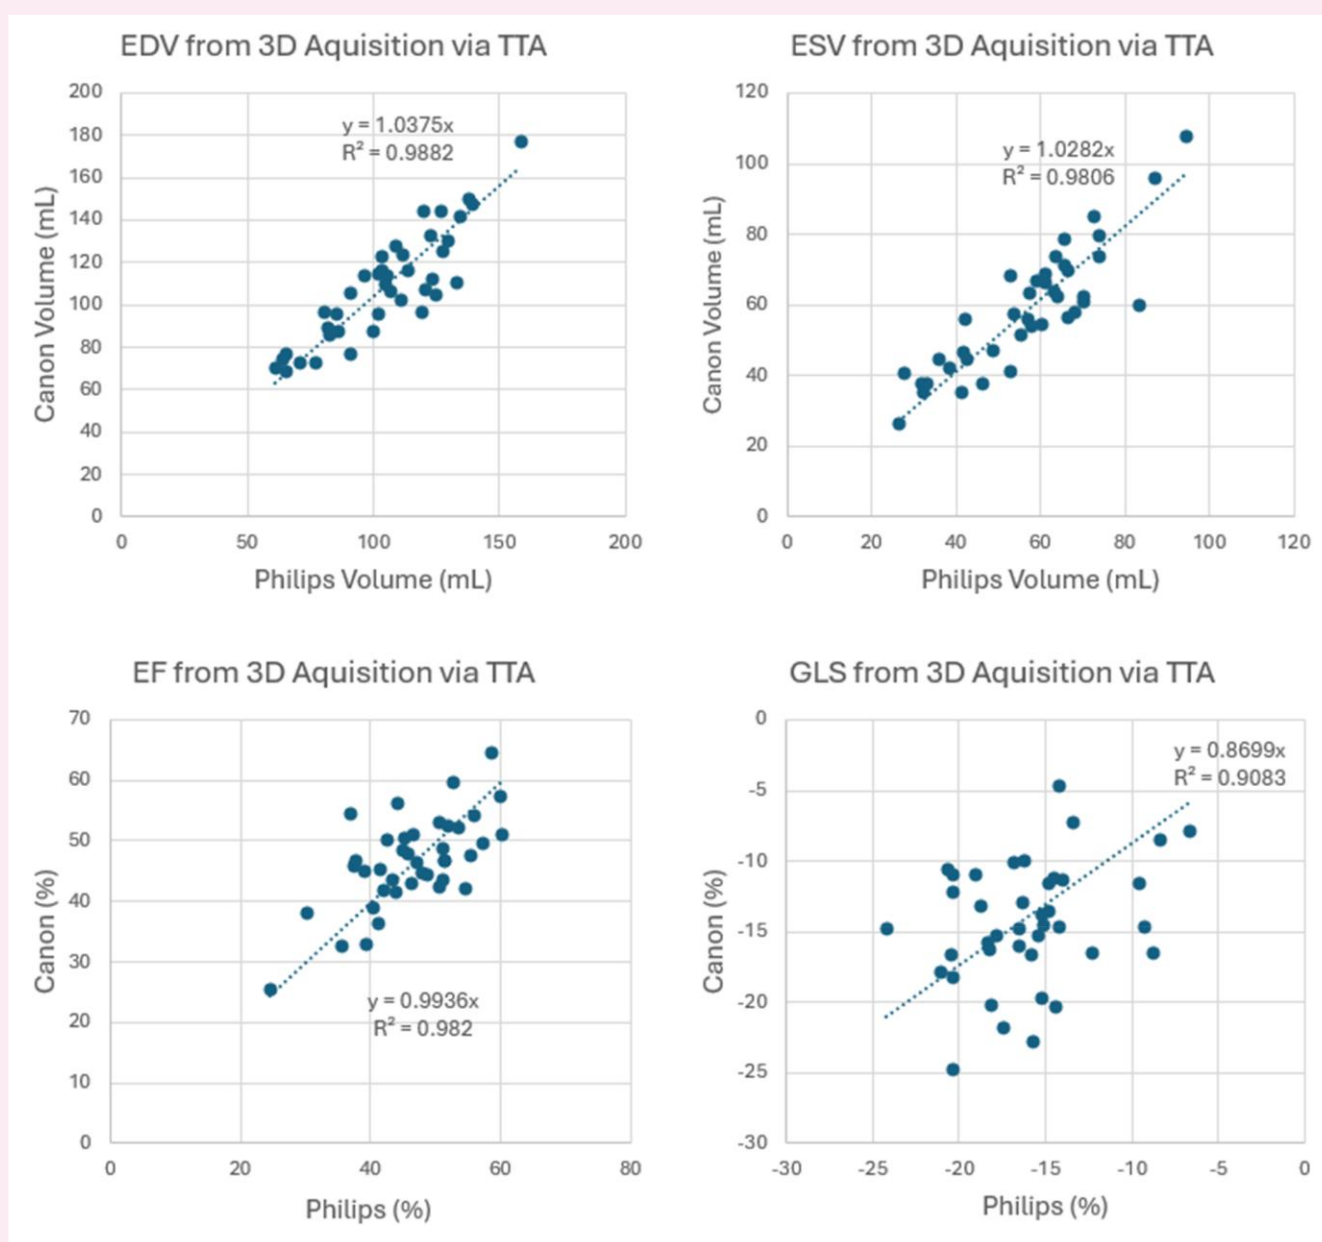 EDV from 3D Aquisition via TTA
200
180
160
140
120
100
80
60
40
20
0
y = 1.0375x
R² = 0.9882
Canon Volume (mL)
0 50 100 150 200
Philips Volume (mL)
ESV from 3D Aquisition via TTA
120
100
80
60
40
20
0
y = 1.0282x
R² = 0.9806
Canon Volume (mL)
0 20 40 60 80 100 120
Philips Volume (mL)
EF from 3D Aquisition via TTA
70
60
50
40
30
20
10
0
y = 0.9936x
R² = 0.982
Canon (%)
0 20 40 60 80
Philips (%)
GLS from 3D Aquisition via TTA
0
-5
-10
-15
-20
-25
-30
y = 0.8699x
R² = 0.9083
Canon (%)
-30 -25 -20 -15 -10 -5 0
Philips (%)